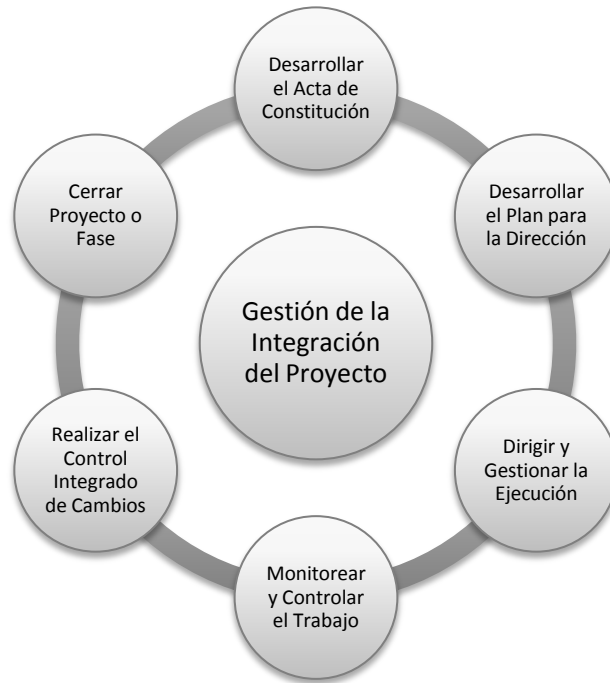 Desarrollar
el Acta de
Constitución
Desarrollar
el Plan para
la Dirección
Dirigir y
Gestionar la
Ejecución
Monitorear
y Controlar
el Trabajo
Realizar el
Control
Integrado
de Cambios
Cerrar
Proyecto o
Fase
Gestión de la
Integración
del Proyecto